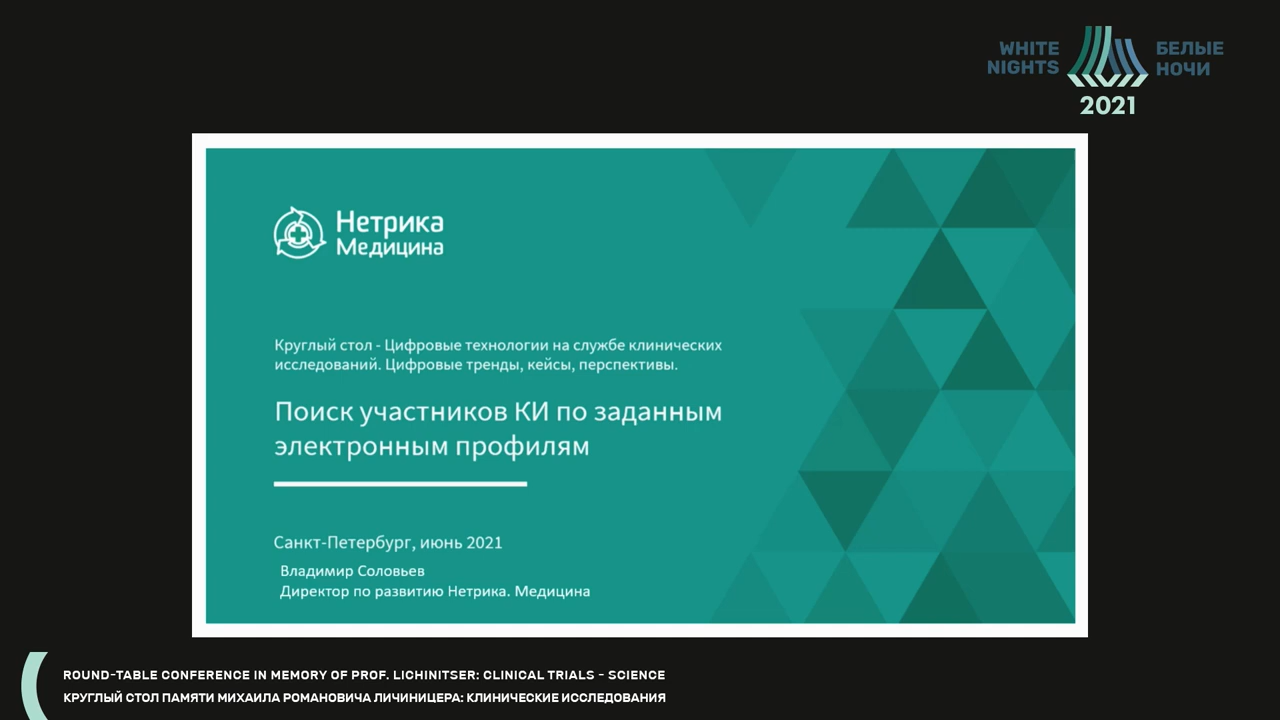 WHITE
NIGHTS
БЕЛЫЕ
НОЧИ
2021
Нетрика
Медицина
Круглый стол - Цифровые технологии на службе клинических
исследований. Цифровые тренды, кейсы, перспективы.
Поиск участников КИ по заданным
электронным профилям
Санкт-Петербург, июнь 2021
Владимир Соловьев
Директор по развитию Нетрика. Медицина
ROUND-TABLE CONFERENCE IN MEMORY OF PROF. LICHINITSER: CLINICAL TRIALS - SCIENCE
КРУГЛЫЙ СТОЛ ПАМЯТИ МИХАИЛА РОМАНОВИЧА ЛИЧИНИЦЕРА: КЛИНИЧЕСКИЕ ИССЛЕДОВАНИЯ